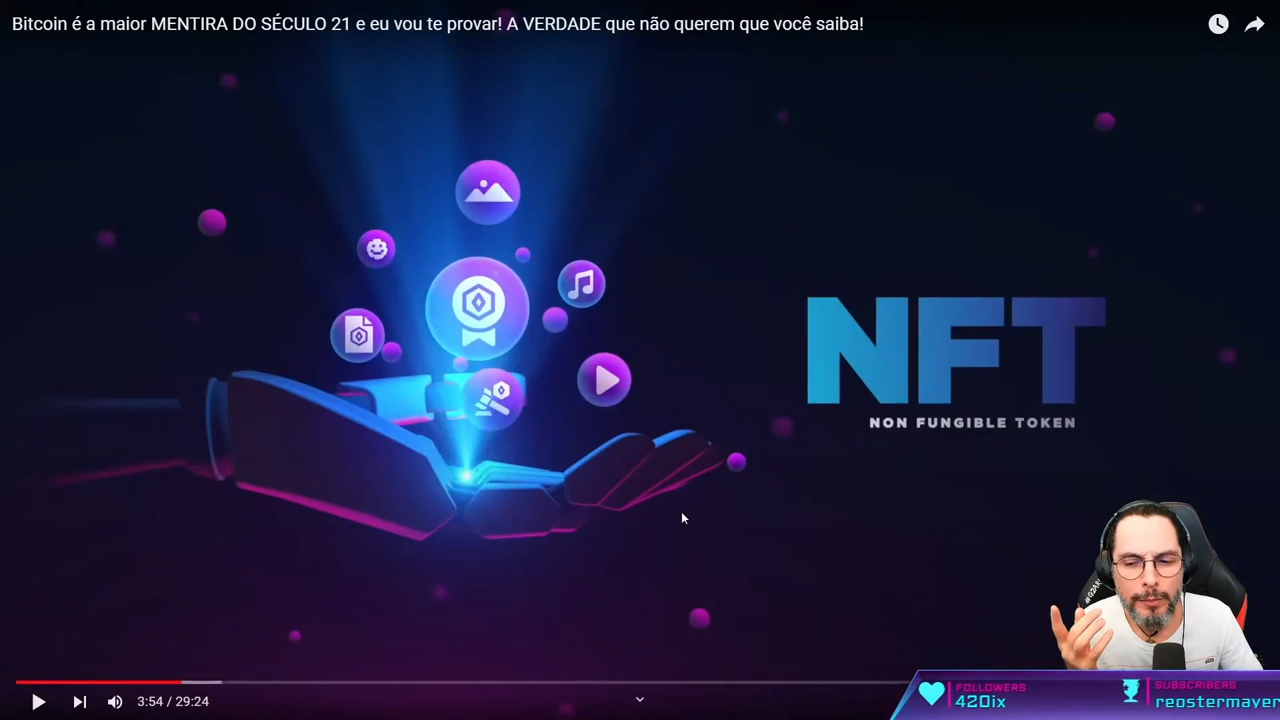 Bitcoin é a maior MENTIRA DO SÉCULO 21 e eu vou te provar! A VERDADE que não querem que você saiba!
NFT
NON FUNGIBLE TOKEN
3:54 / 29:24
FOLLOWERS
420ix
SUBSCRIBERS
reostermayer